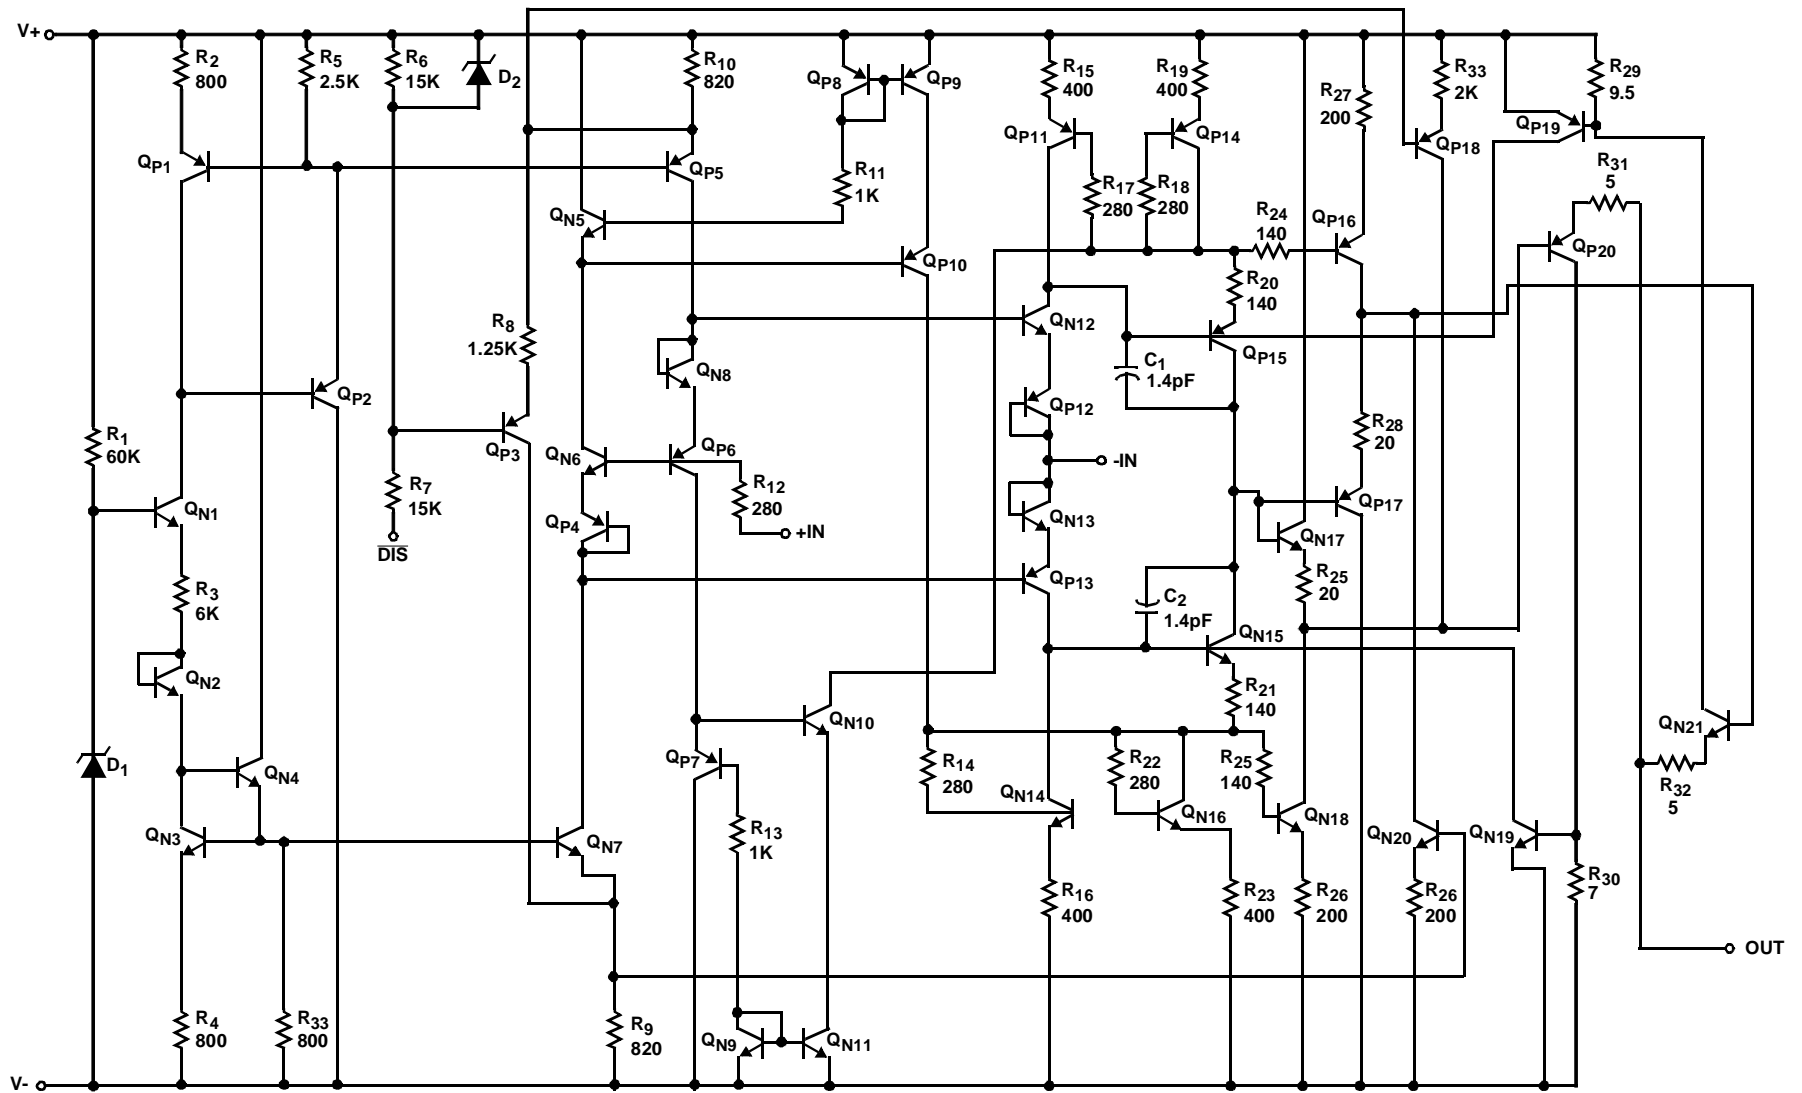 V+
R2
800
R5
2.5K
R6
15K
D2
R10
820
QP8
QP9
R15
400
R19
400
R27
200
R33
2K
R29
9.5
QP1
QP5
QP11
QP14
QP18
QP19
R11
1K
R17
280
R18
280
R31
5
QN5
R24
140
QP16
QP20
QP10
R20
140
R8
1.25K
QN12
QP15
QN8
C1
1.4pF
QP2
QP12
R28
20
R1
60K
QP3
QN6
QP6
-IN
R7
15K
R12
280
QP17
QN1
QP4
QN13
+IN
QN17
DIS
R3
6K
QP13
R25
20
C2
1.4pF
QN15
QN2
R21
140
QN10
QN21
D1
QN4
QP7
R14
280
R22
280
R25
140
R32
5
QN14
QN16
QN18
QN3
QN7
R13
1K
QN20
QN19
R16
400
R23
400
R26
200
R26
200
R30
7
OUT
R4
800
R33
800
R9
820
QN9
QN11
V-